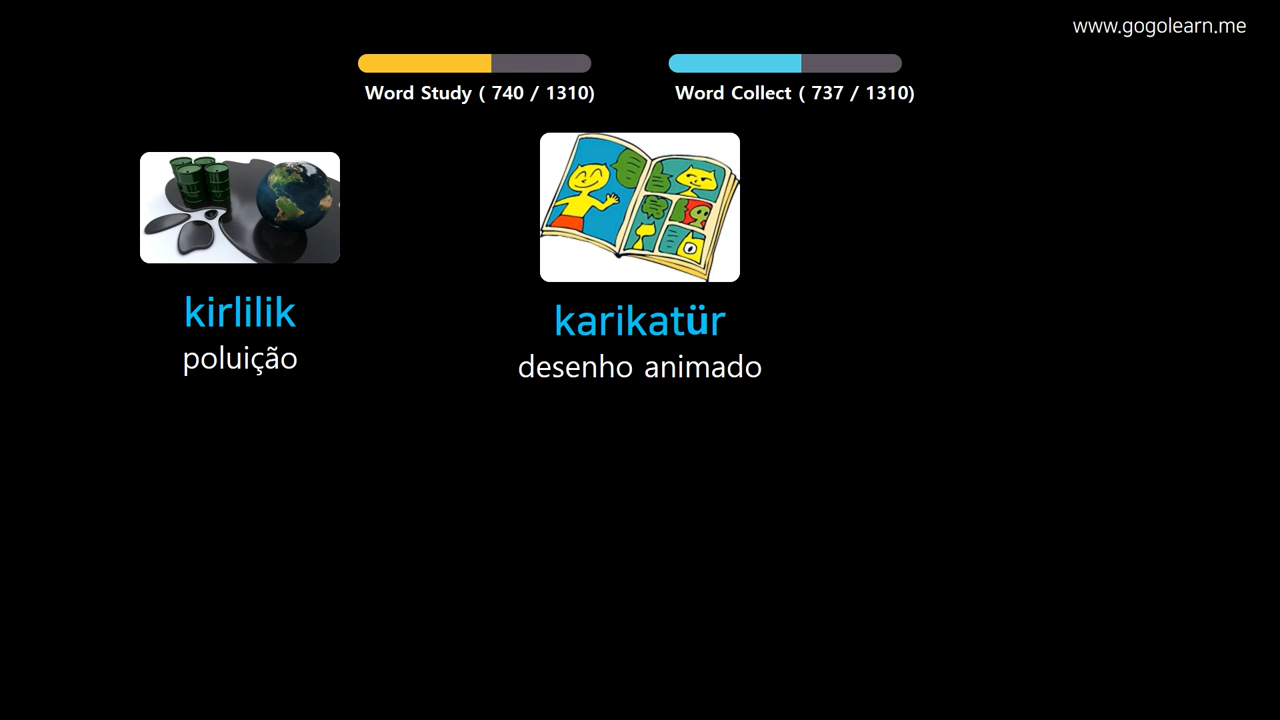 www.gogolearn.me
Word Study ( 740 / 1310)
Word Collect ( 737 / 1310)
kirlilik
poluição
karikatür
desenho animado